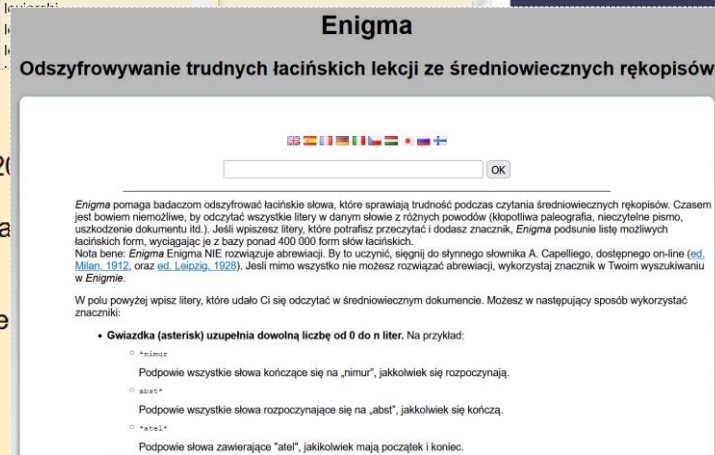 Enigma
Odszyfrowywanie trudnych łacińskich lekcji ze średniowiecznych rękopisów
OK
Enigma pomaga badaczom odszyfrować łacińskie słowa, które sprawiają trudność podczas czytania średniowiecznych rękopisów. Czasem
jest bowiem niemożliwe, by odczytać wszystkie litery w danym słowie z różnych powodów (kłopotliwa paleografia, nieczytelne pismo,
uszkodzenie dokumentu itd.). Jeśli wpiszesz litery, które potrafisz przeczytać i dodasz znacznik, Enigma podsunie listę możliwych
łacińskich form, wyciągając je z bazy ponad 400 000 form słów łacińskich.
Nota bene: Enigma Enigma NIE rozwiązuje abrewiacji. By to uczynić, sięgnij do słynnego słownika A. Capelliego, dostępnego on-line (ed.
Milan, 1912, oraz ed. Leipzig, 1928). Jesli mimo wszystko nie możesz rozwiązać abrewiacji, wykorzystaj znacznik w Twoim wyszukiwaniu
w Enigmie.
W polu powyżej wpisz litery, które udało Ci się odczytać w średniowiecznym dokumencie. Możesz w następujący sposób wykorzystać
znaczniki:
• Gwiazdka (asterisk) uzupełnia dowolną liczbę od 0 do n liter. Na przykład:
○ *nimur
Podpowie wszystkie słowa kończące się na „nimur”, jakkolwiek się rozpoczynają.
○ abst*
Podpowie wszystkie słowa rozpoczynające się na „abst”, jakkolwiek się kończą.
○ *atel*
Podpowie słowa zawierające "atel", jakikolwiek mają początek i koniec.